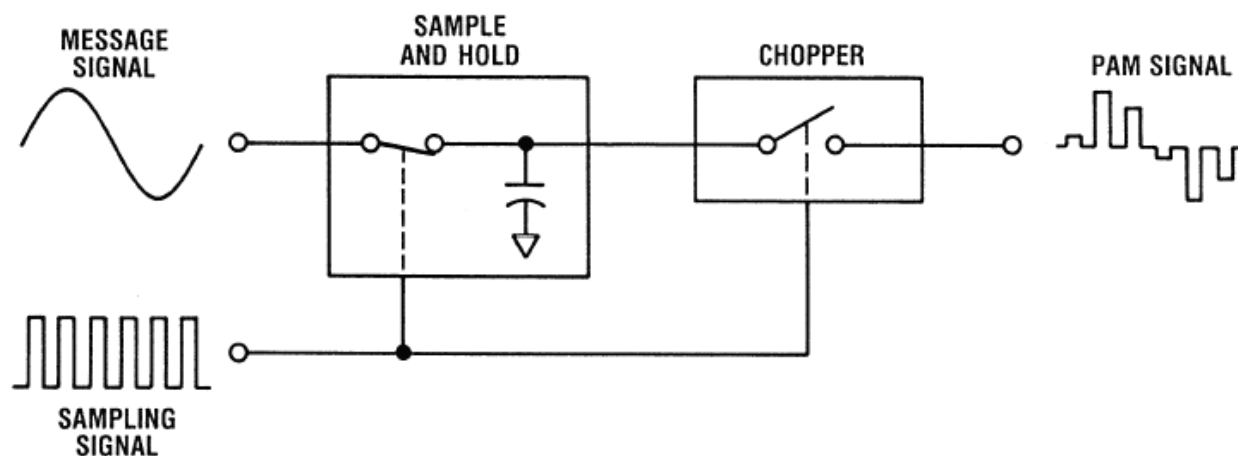 MESSAGE
SIGNAL
SAMPLE
AND HOLD
CHOPPER
PAM SIGNAL
SAMPLING
SIGNAL